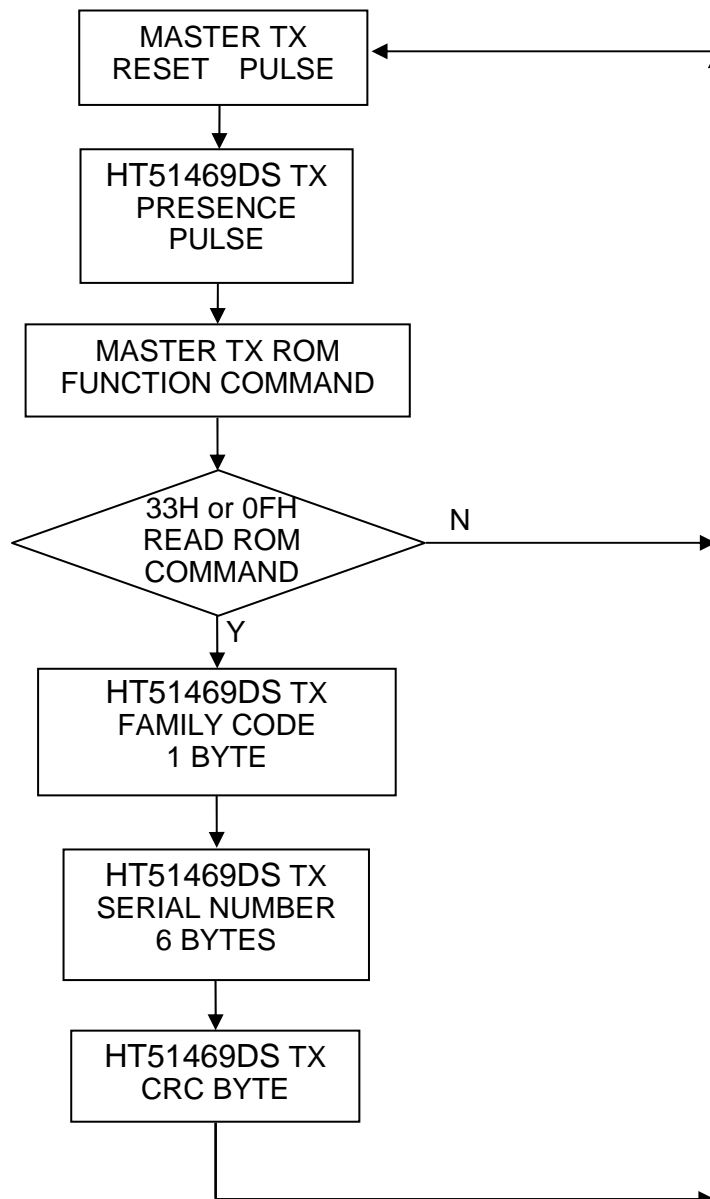 MASTER TX
RESET PULSE
HT51469DS TX
PRESENCE
PULSE
MASTER TX ROM
FUNCTION COMMAND
33H or 0FH
READ ROM
COMMAND
N
Y
HT51469DS TX
FAMILY CODE
1 BYTE
HT51469DS TX
SERIAL NUMBER
6 BYTES
HT51469DS TX
CRC BYTE